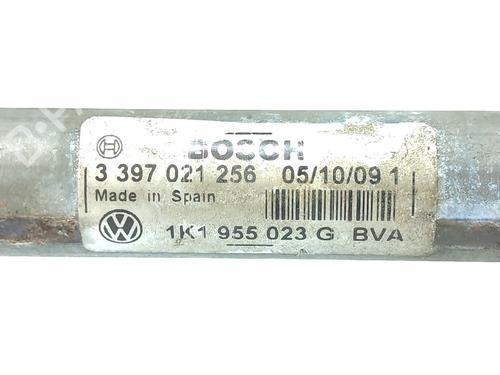 BOSCH
3 397 021 256 05/10/09 1
Made in Spain
1K1 955 023 G BVA